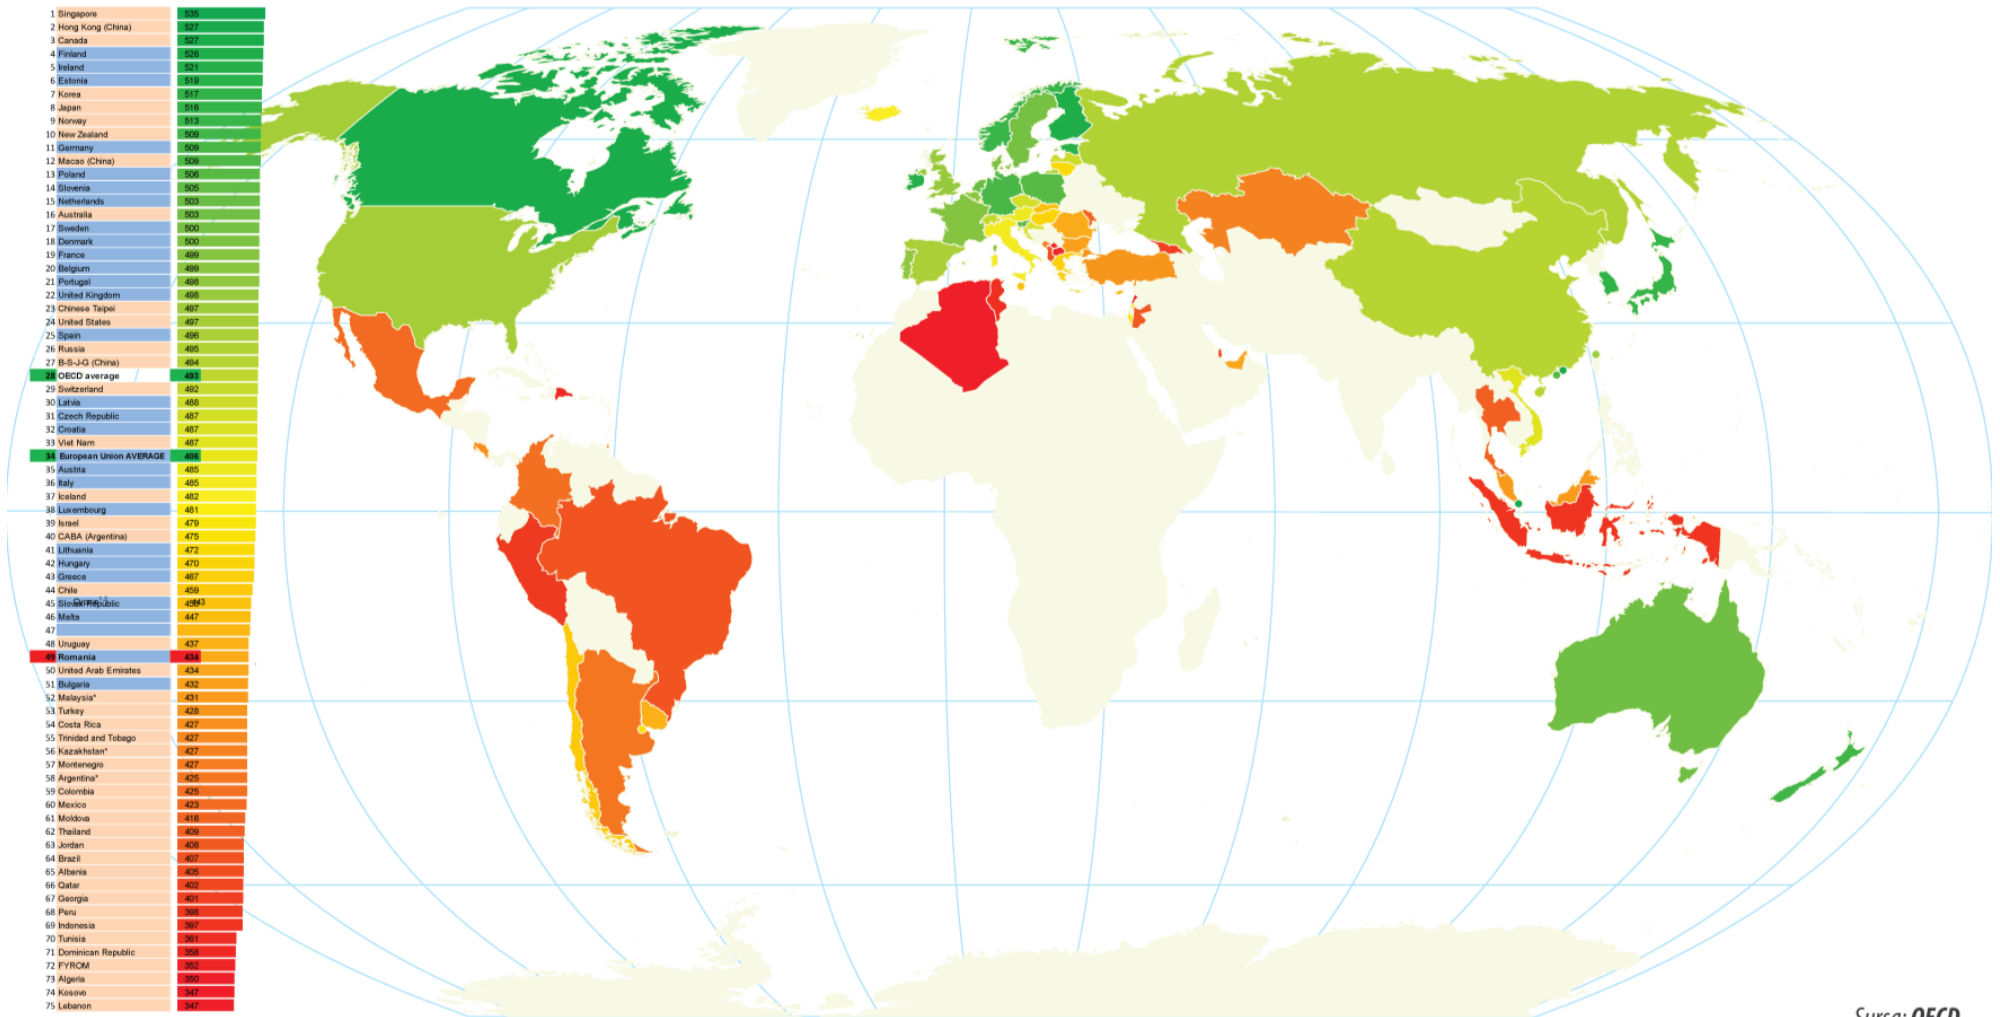 1 Singapore 535
2 Hong Kong (China) 527
3 Canada 527
4 Finland 526
5 Ireland 521
6 Estonia 519
7 Korea 517
8 Japan 516
9 Norway 513
10 New Zealand 509
11 Germany 509
12 Macao (China) 509
13 Poland 506
14 Slovenia 505
15 Netherlands 503
16 Australia 503
17 Sweden 500
18 Denmark 500
19 France 499
20 Belgium 499
21 Portugal 498
22 United Kingdom 498
23 Chinese Taipei 497
24 United States 497
25 Spain 496
26 Russia 495
27 B-S-J-G (China) 494
28 OECD average 493
29 Switzerland 492
30 Latvia 488
31 Czech Republic 487
32 Croatia 487
33 Viet Nam 487
34 European Union AVERAGE 486
35 Austria 485
36 Italy 485
37 Iceland 482
38 Luxembourg 481
39 Israel 479
40 CABA (Argentina) 475
41 Lithuania 472
42 Hungary 470
43 Greece 467
44 Chile 459
45 Slovak Republic
46 Malta 447
47
48 Uruguay 437
49 Romania 434
50 United Arab Emirates 434
51 Bulgaria 432
52 Malaysia* 431
53 Turkey 428
54 Costa Rica 427
55 Trinidad and Tobago 427
56 Kazakhstan* 427
57 Montenegro 427
58 Argentina* 425
59 Colombia 425
60 Mexico 423
61 Moldova 416
62 Thailand 409
63 Jordan 408
64 Brazil 407
65 Albania 405
66 Qatar 402
67 Georgia 401
68 Peru 398
69 Indonesia 397
70 Tunisia 361
71 Dominican Republic 358
72 FYROM 352
73 Algeria 350
74 Kosovo 347
75 Lebanon 347
Sursa: OECD